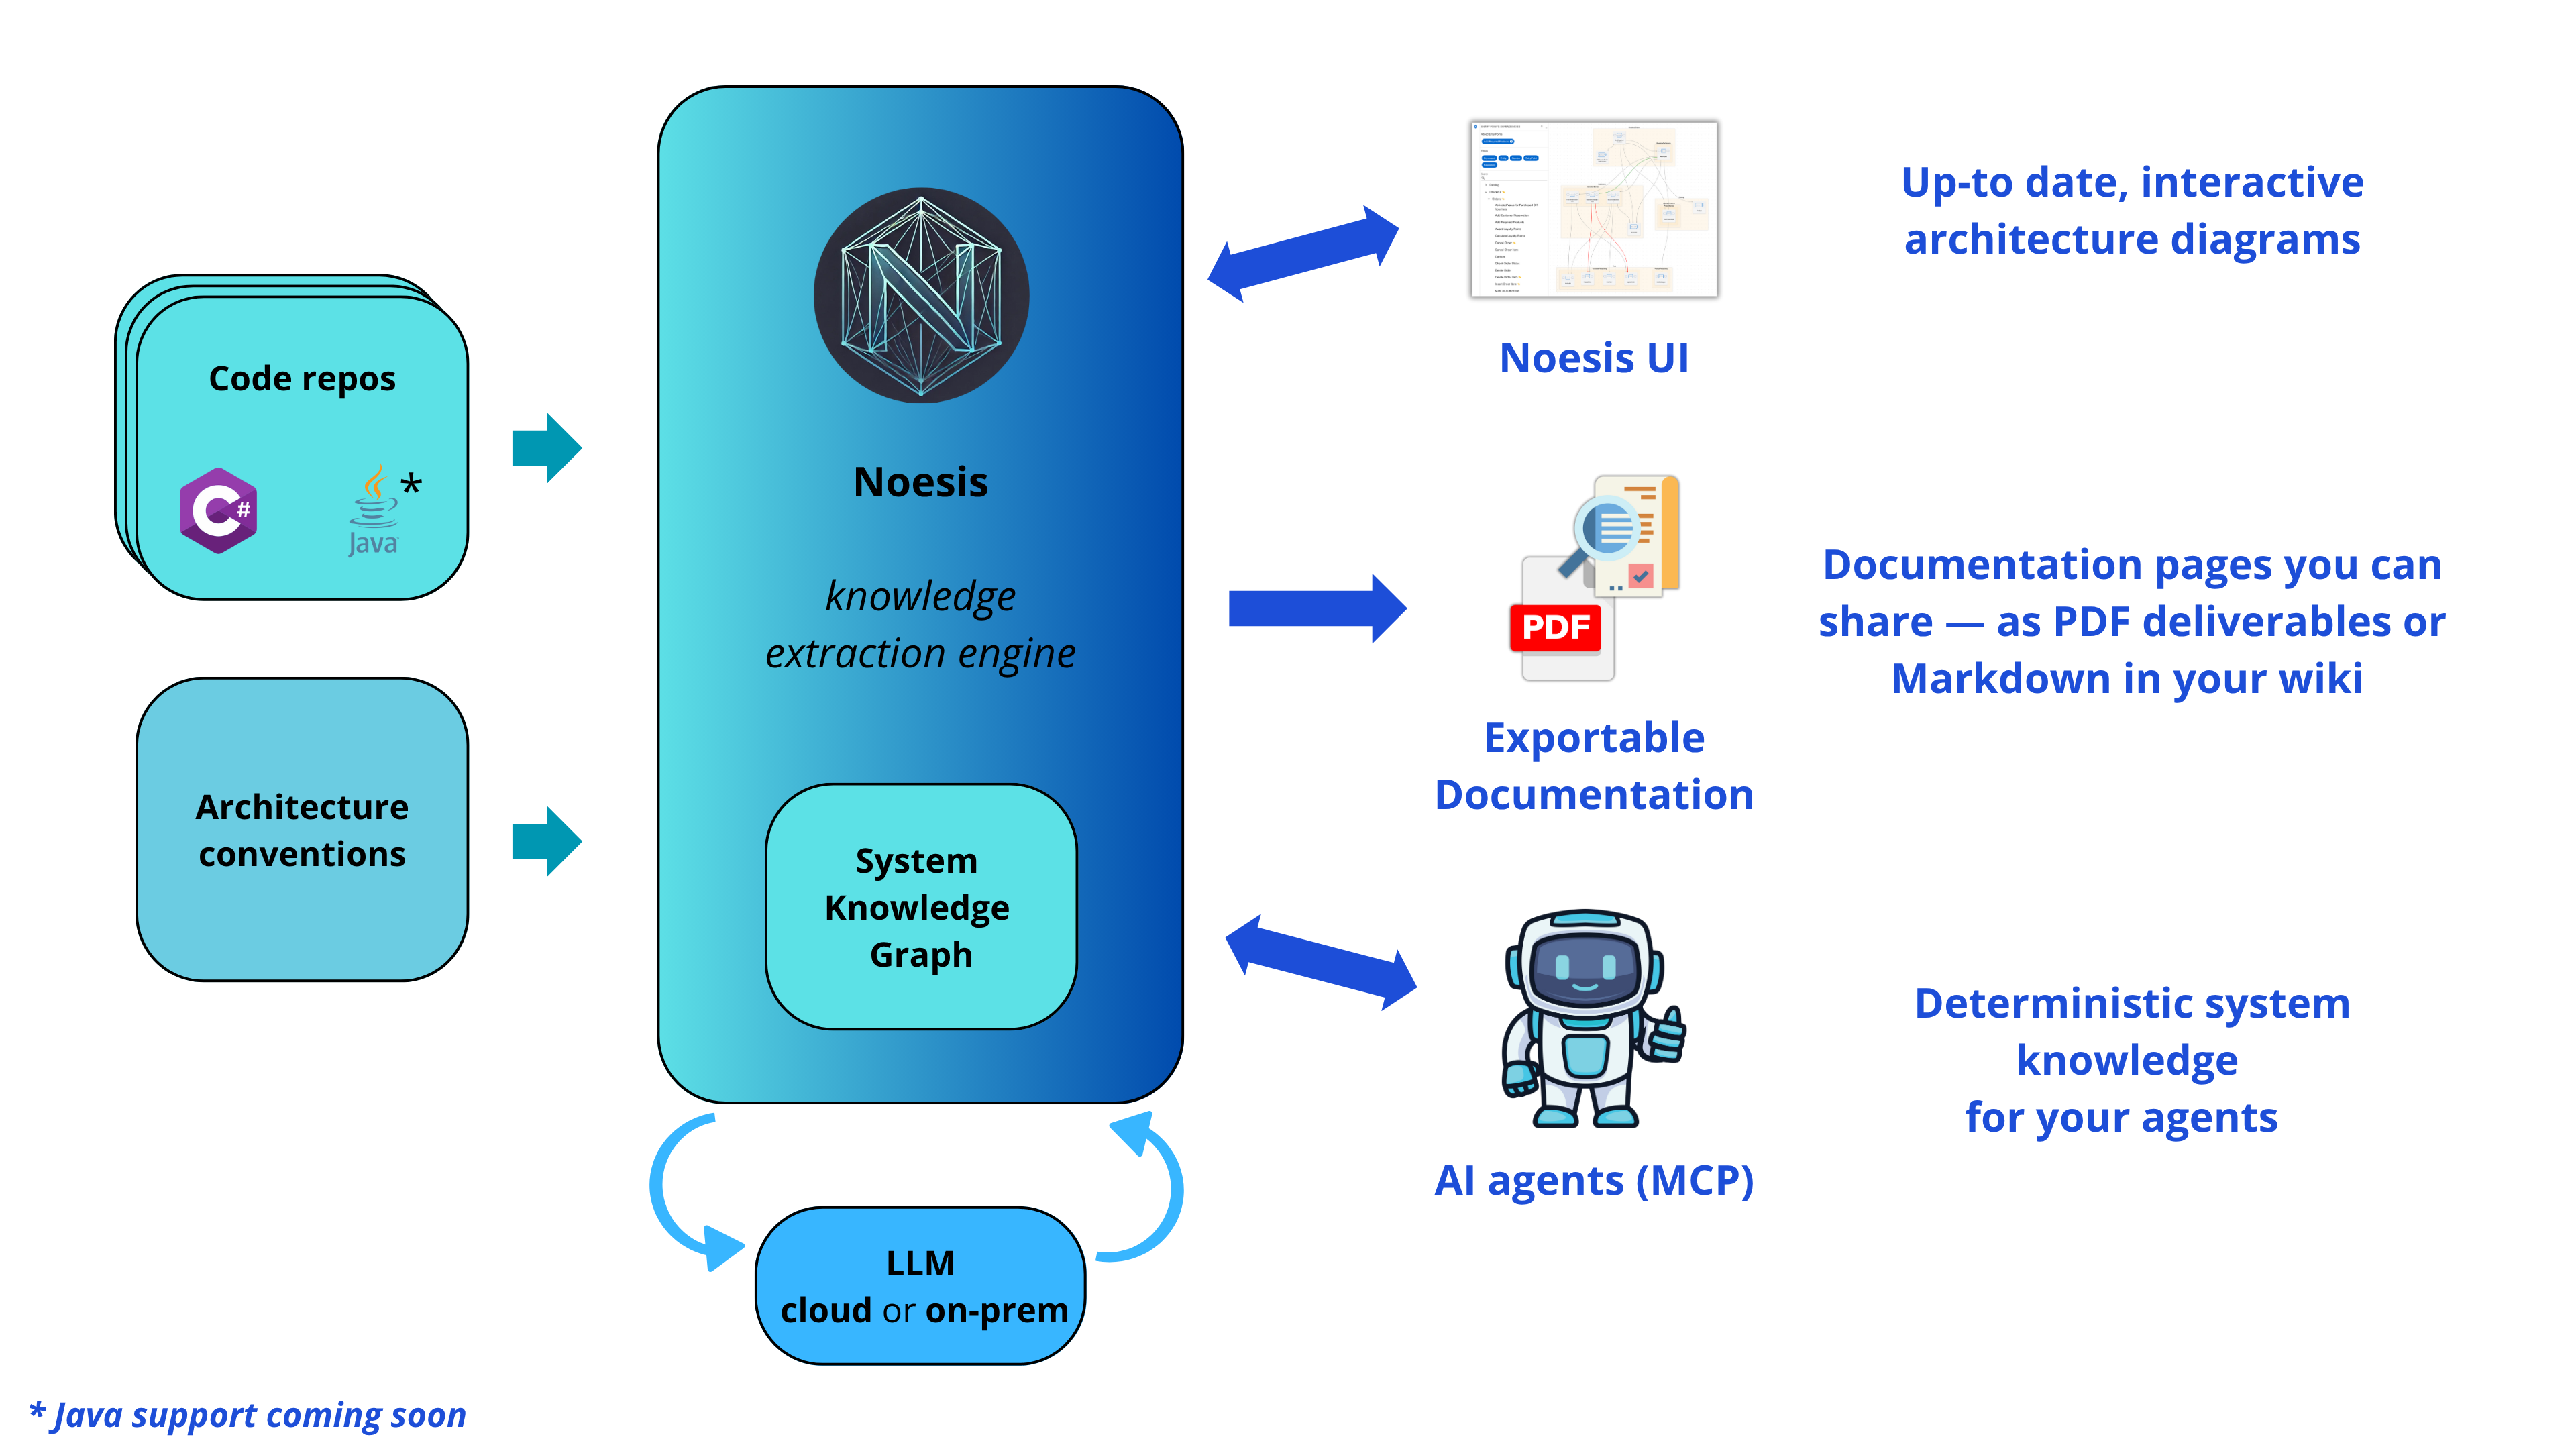 Code repos
C#
Java
*
Architecture
conventions
N
Noesis
knowledge
extraction engine
System
Knowledge
Graph
LLM
cloud or on-prem
Noesis UI
Up-to date, interactive
architecture diagrams
PDF
Exportable
Documentation
Documentation pages you can
share — as PDF deliverables or
Markdown in your wiki
AI agents (MCP)
Deterministic system
knowledge
for your agents
* Java support coming soon